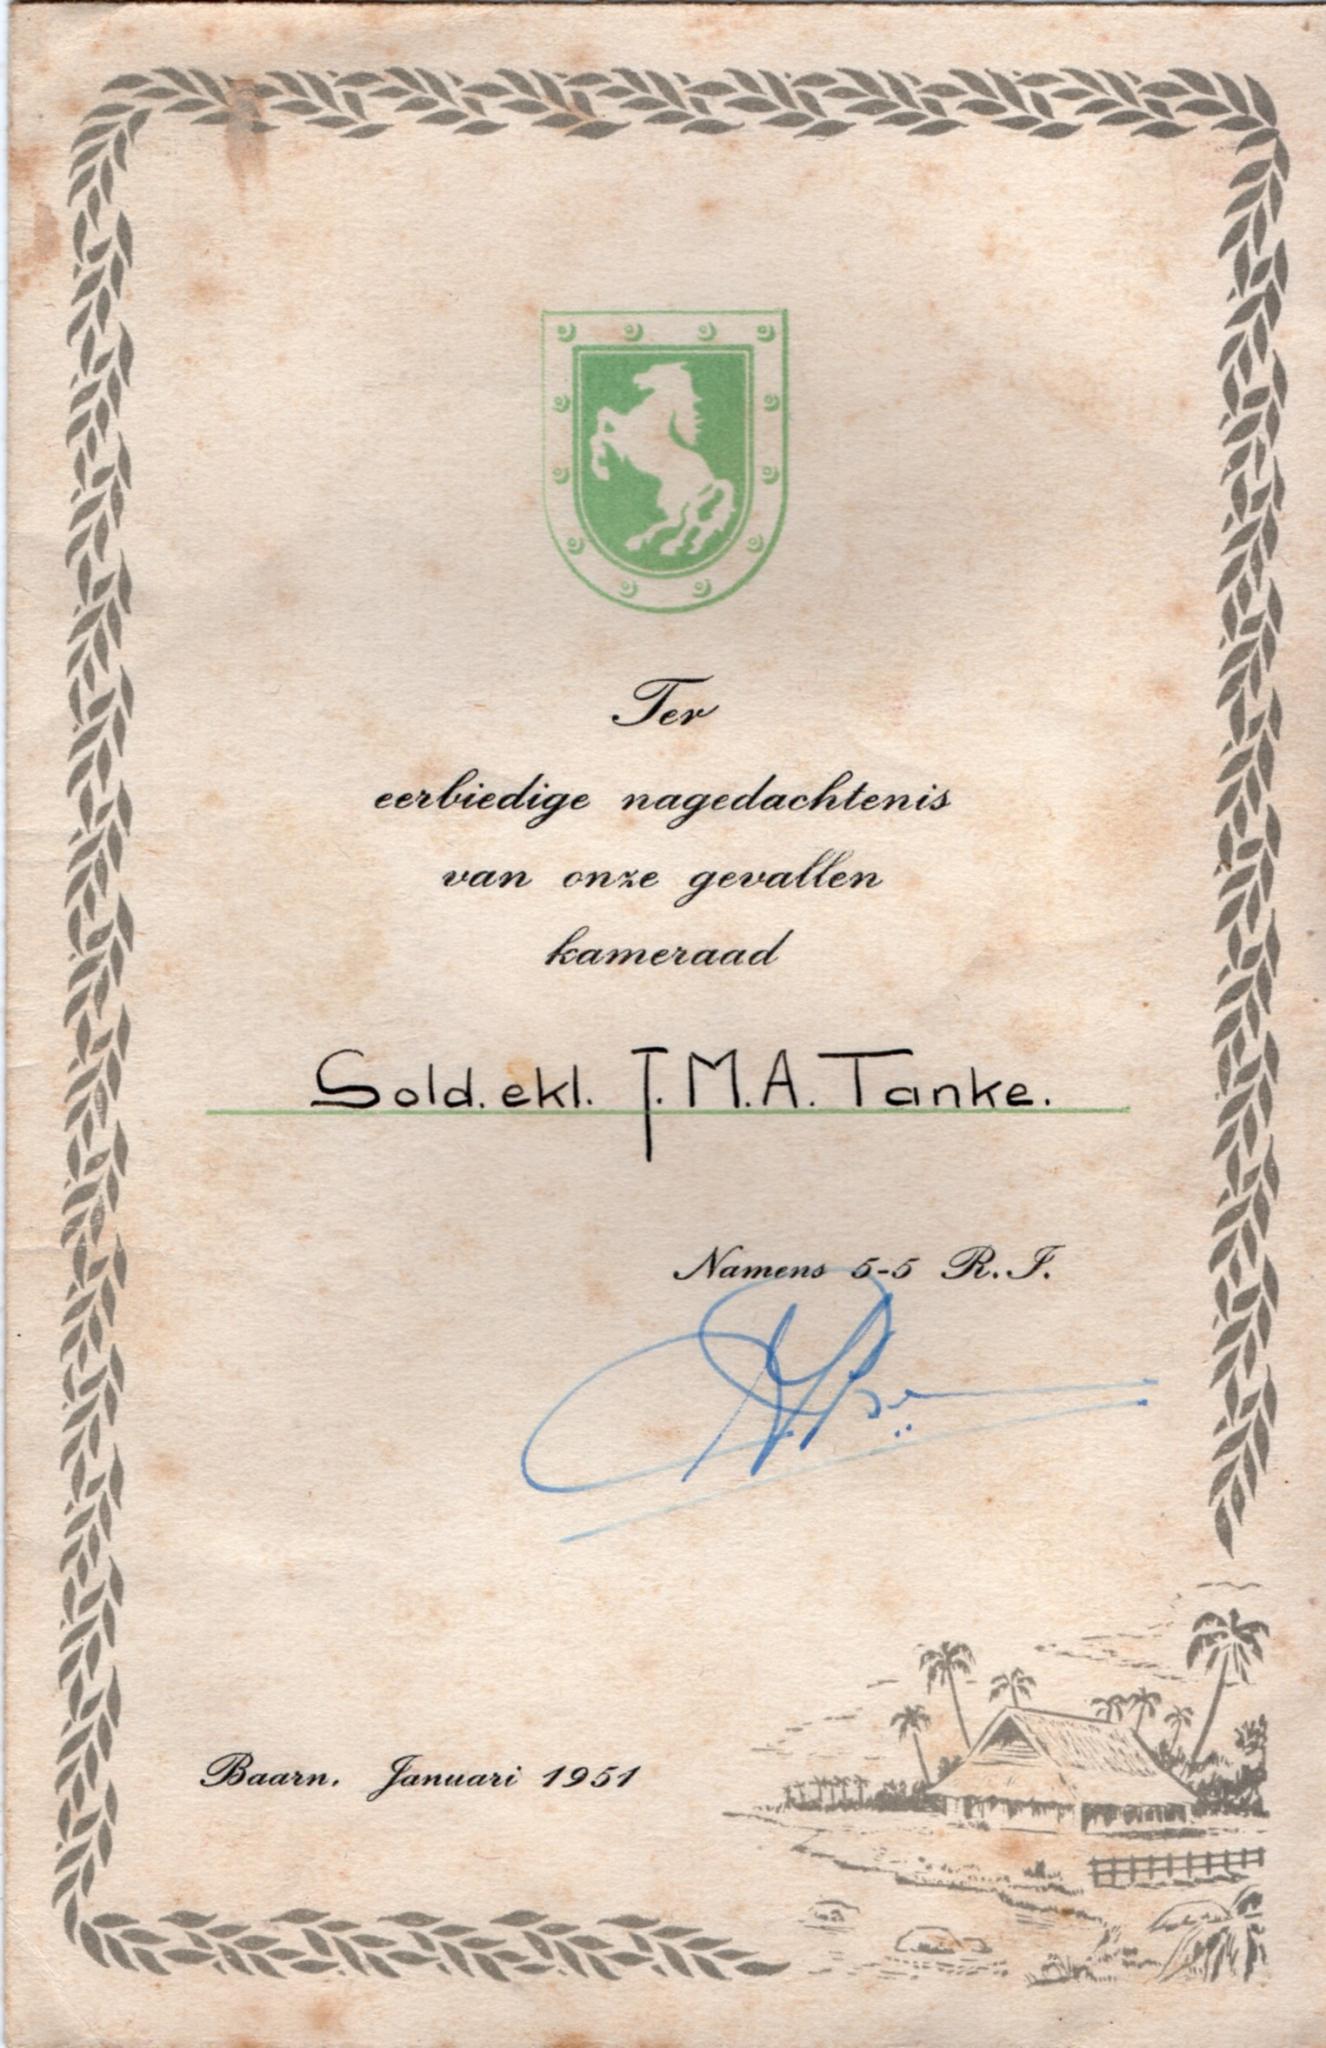 Ter
eerbiedige nagedachtenis
van onze gevallen
kameraad
Sold. ekl. T. M. A. Tanke.
Namens 5-5 R. I.
Baarn. Januari 1951